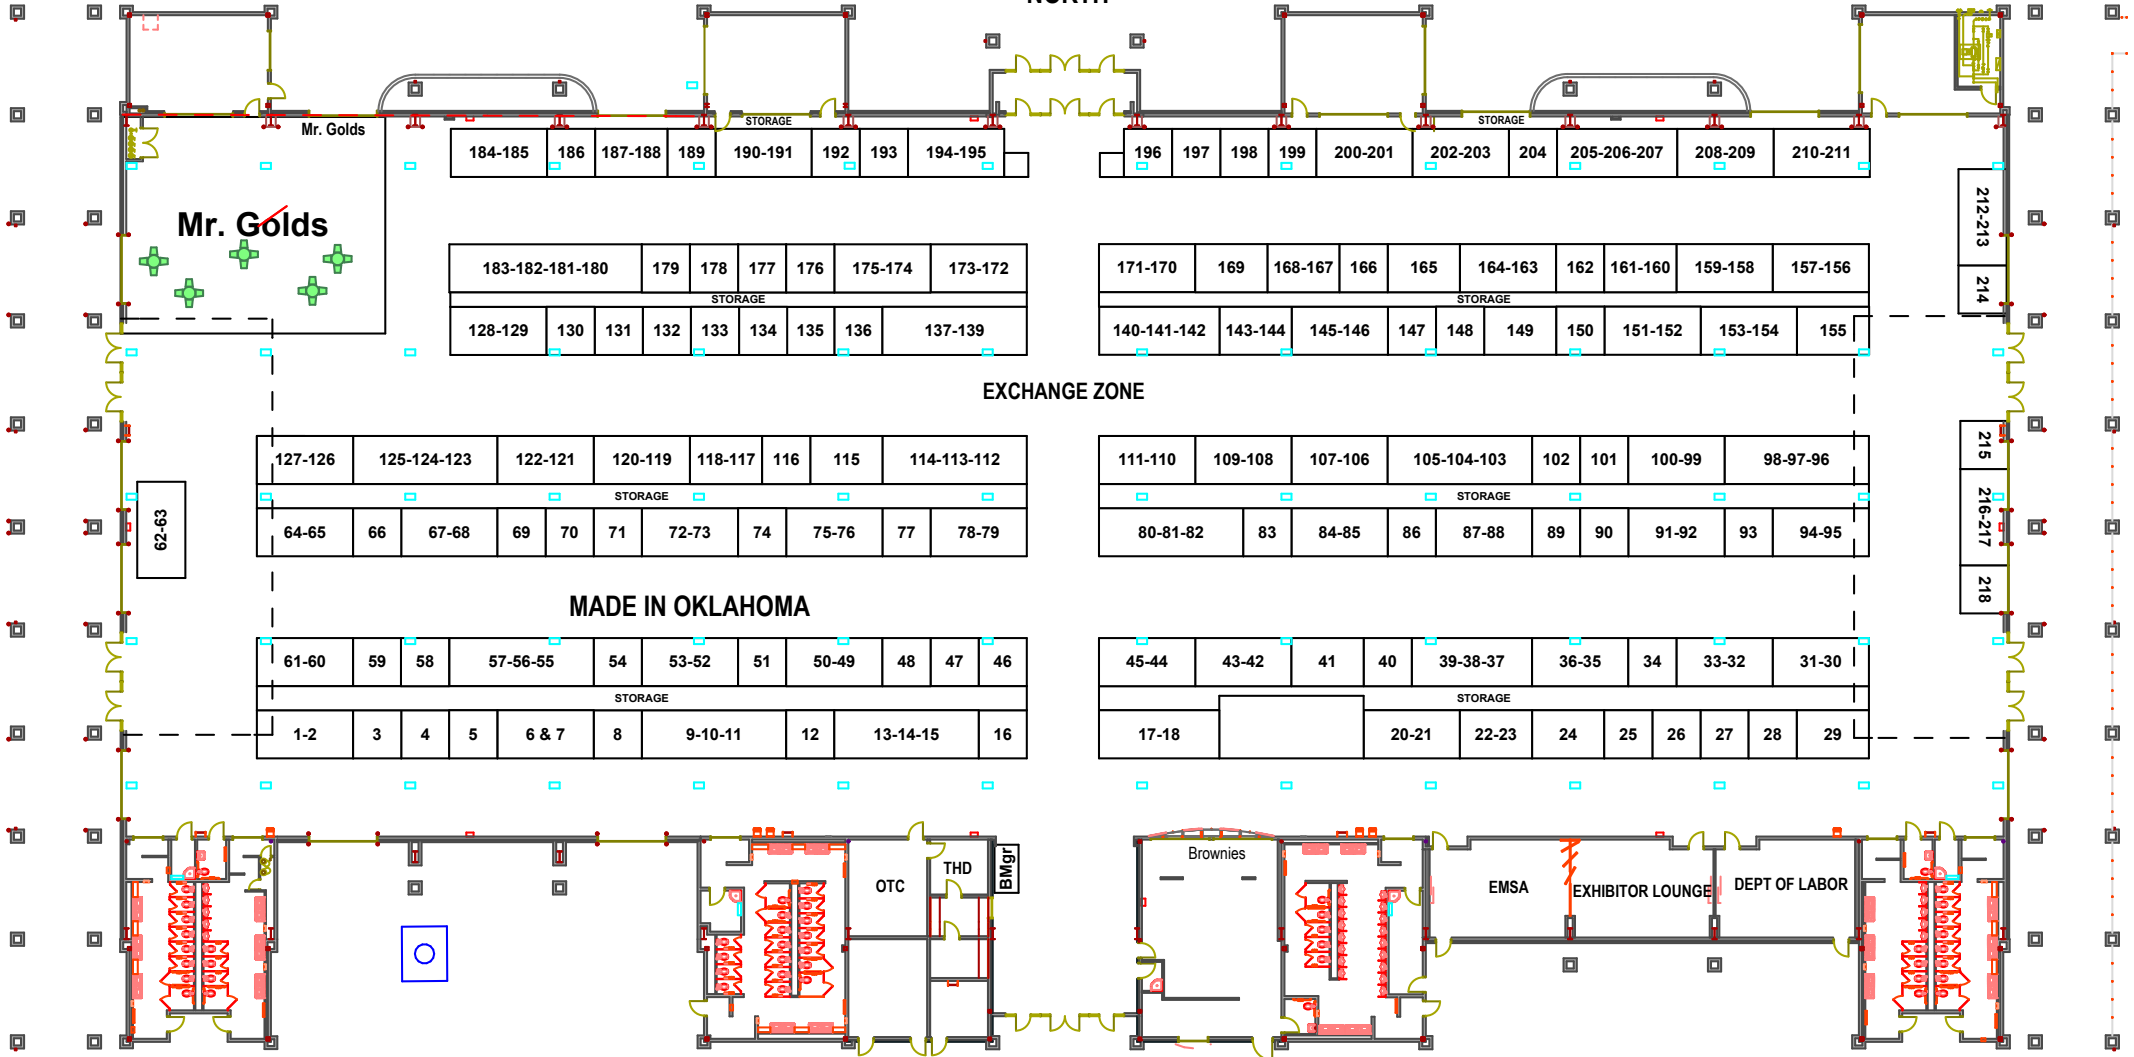 NORTH
Mr. Golds
STORAGE
STORAGE
184-185 186 187-188 189 190-191 192 193 194-195
196 197 198 199 200-201 202-203 204 205-206-207 208-209 210-211
Mr. Golds
212-213
214
183-182-181-180 179 178 177 176 175-174 173-172
171-170 169 168-167 166 165 164-163 162 161-160 159-158 157-156
STORAGE
STORAGE
128-129 130 131 132 133 134 135 136 137-139
140-141-142 143-144 145-146 147 148 149 150 151-152 153-154 155
EXCHANGE ZONE
127-126 125-124-123 122-121 120-119 118-117 116 115 114-113-112
111-110 109-108 107-106 105-104-103 102 101 100-99 98-97-96
215
216-217
218
STORAGE
STORAGE
62-63
64-65 66 67-68 69 70 71 72-73 74 75-76 77 78-79
80-81-82 83 84-85 86 87-88 89 90 91-92 93 94-95
MADE IN OKLAHOMA
61-60 59 58 57-56-55 54 53-52 51 50-49 48 47 46
45-44 43-42 41 40 39-38-37 36-35 34 33-32 31-30
STORAGE
STORAGE
1-2 3 4 5 6 & 7 8 9-10-11 12 13-14-15 16
17-18 20-21 22-23 24 25 26 27 28 29
OTC
THD
BMgr
Brownies
EMSA
EXHIBITOR LOUNGE
DEPT OF LABOR